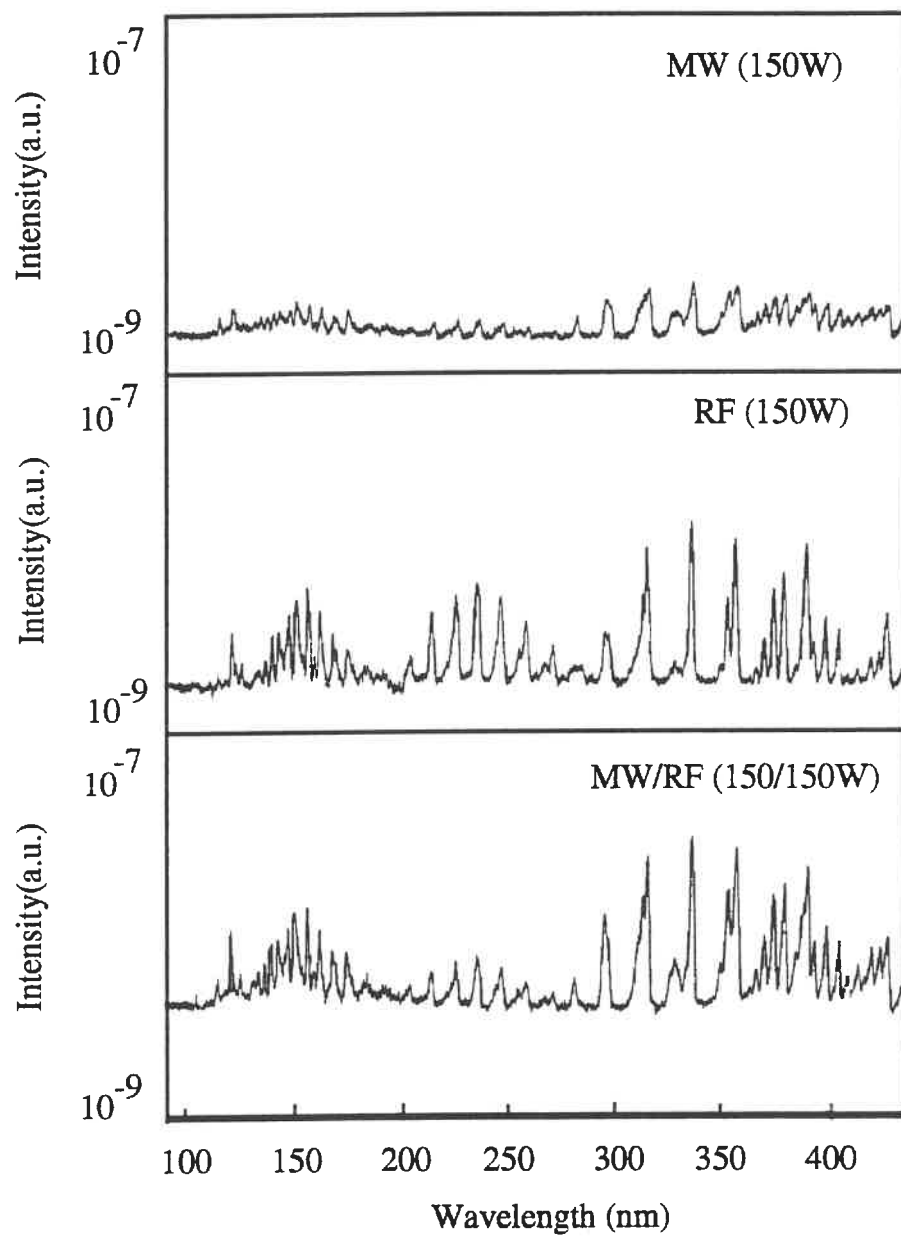 10-7
MW (150W)
Intensity(a.u.)
10-9
10-7
RF (150W)
Intensity(a.u.)
10-9
10-7
MW/RF (150/150W)
Intensity(a.u.)
10-9
100 150 200 250 300 350 400
Wavelength (nm)